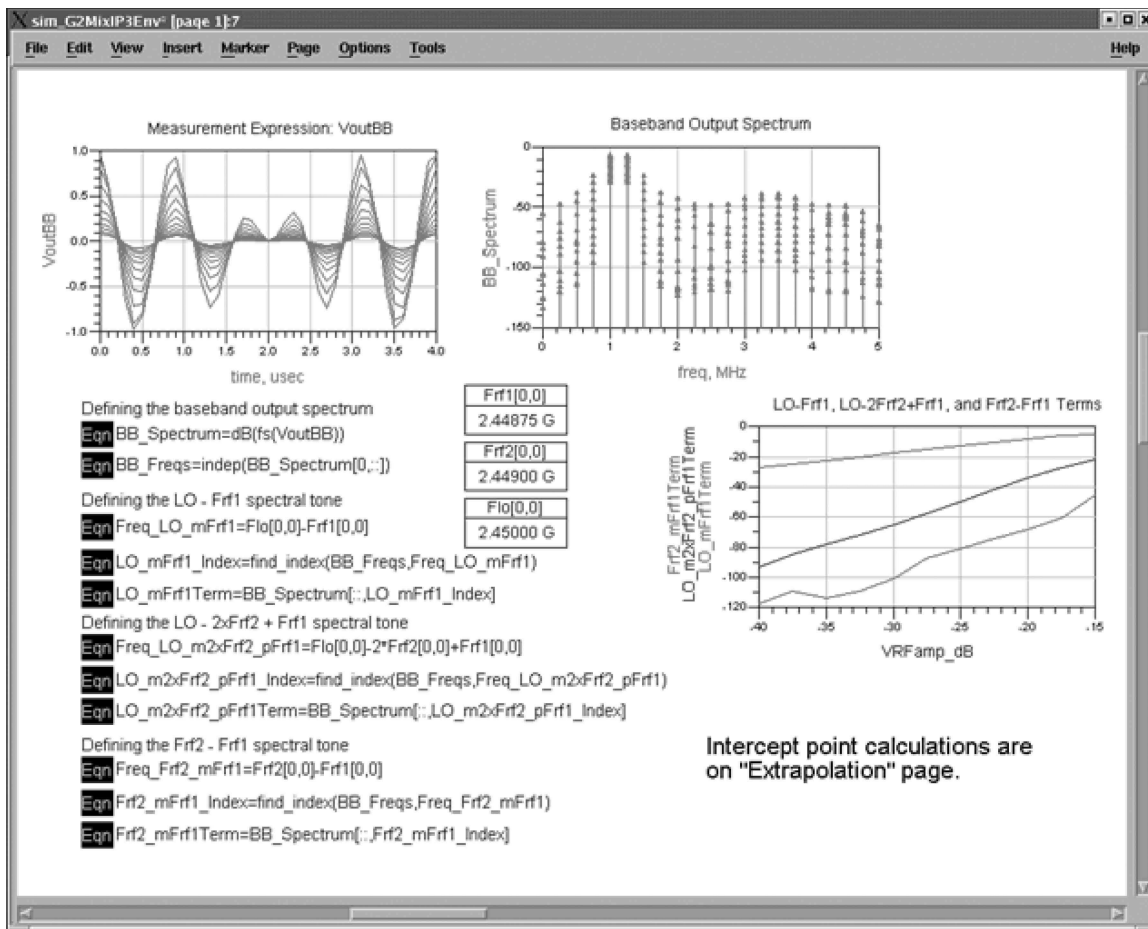 sim_G2MixIP3Env* [page 1]:7
File Edit View Insert Marker Page Options Tools Help
Measurement Expression: VoutBB
1.0
0.5
0.0
-0.5
-1.0
VoutBB
0.0 0.5 1.0 1.5 2.0 2.5 3.0 3.5 4.0
time, usec
Baseband Output Spectrum
0
-50
-100
-150
BB_Spectrum
0 1 2 3 4 5
freq, MHz
Defining the baseband output spectrum
Eqn BB_Spectrum=dB(fs(VoutBB))
Eqn BB_Freqs=indep(BB_Spectrum[0,::])
Defining the LO - Frf1 spectral tone
Eqn Freq_LO_mFrf1=Flo[0,0]-Frf1[0,0]
Eqn LO_mFrf1_Index=find_index(BB_Freqs,Freq_LO_mFrf1)
Eqn LO_mFrf1Term=BB_Spectrum[::,LO_mFrf1_Index]
Defining the LO - 2xFrf2 + Frf1 spectral tone
Eqn Freq_LO_m2xFrf2_pFrf1=Flo[0,0]-2*Frf2[0,0]+Frf1[0,0]
Eqn LO_m2xFrf2_pFrf1_Index=find_index(BB_Freqs,Freq_LO_m2xFrf2_pFrf1)
Eqn LO_m2xFrf2_pFrf1Term=BB_Spectrum[::,LO_m2xFrf2_pFrf1_Index]
Defining the Frf2 - Frf1 spectral tone
Eqn Freq_Frf2_mFrf1=Frf2[0,0]-Frf1[0,0]
Eqn Frf2_mFrf1_Index=find_index(BB_Freqs,Freq_Frf2_mFrf1)
Eqn Frf2_mFrf1Term=BB_Spectrum[::,Frf2_mFrf1_Index]
Frf1[0,0]
2.44875 G
Frf2[0,0]
2.44900 G
Flo[0,0]
2.45000 G
LO-Frf1, LO-2Frf2+Frf1, and Frf2-Frf1 Terms
0
-20
-40
-60
-80
-100
-120
Frf2_mFrf1Term
LO_m2xFrf2_pFrf1Term
LO_mFrf1Term
-40 -35 -30 -25 -20 -15
VRFamp_dB
Intercept point calculations are
on "Extrapolation" page.